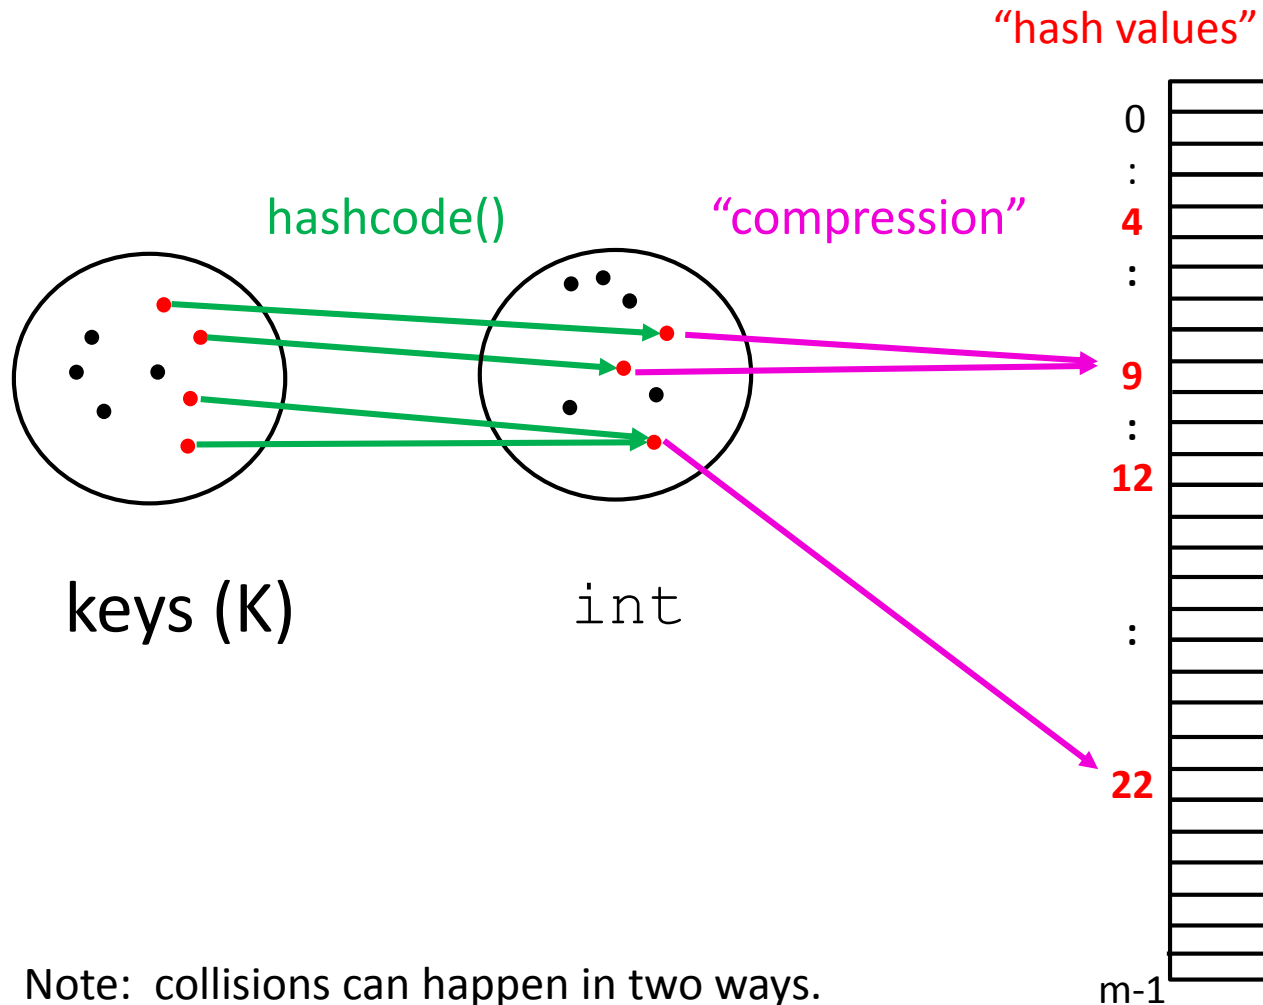 “hash values”
0
:
hashcode()
“compression”
4
:
9
:
12
keys (K)
int
:
22
Note: collisions can happen in two ways.
m-1